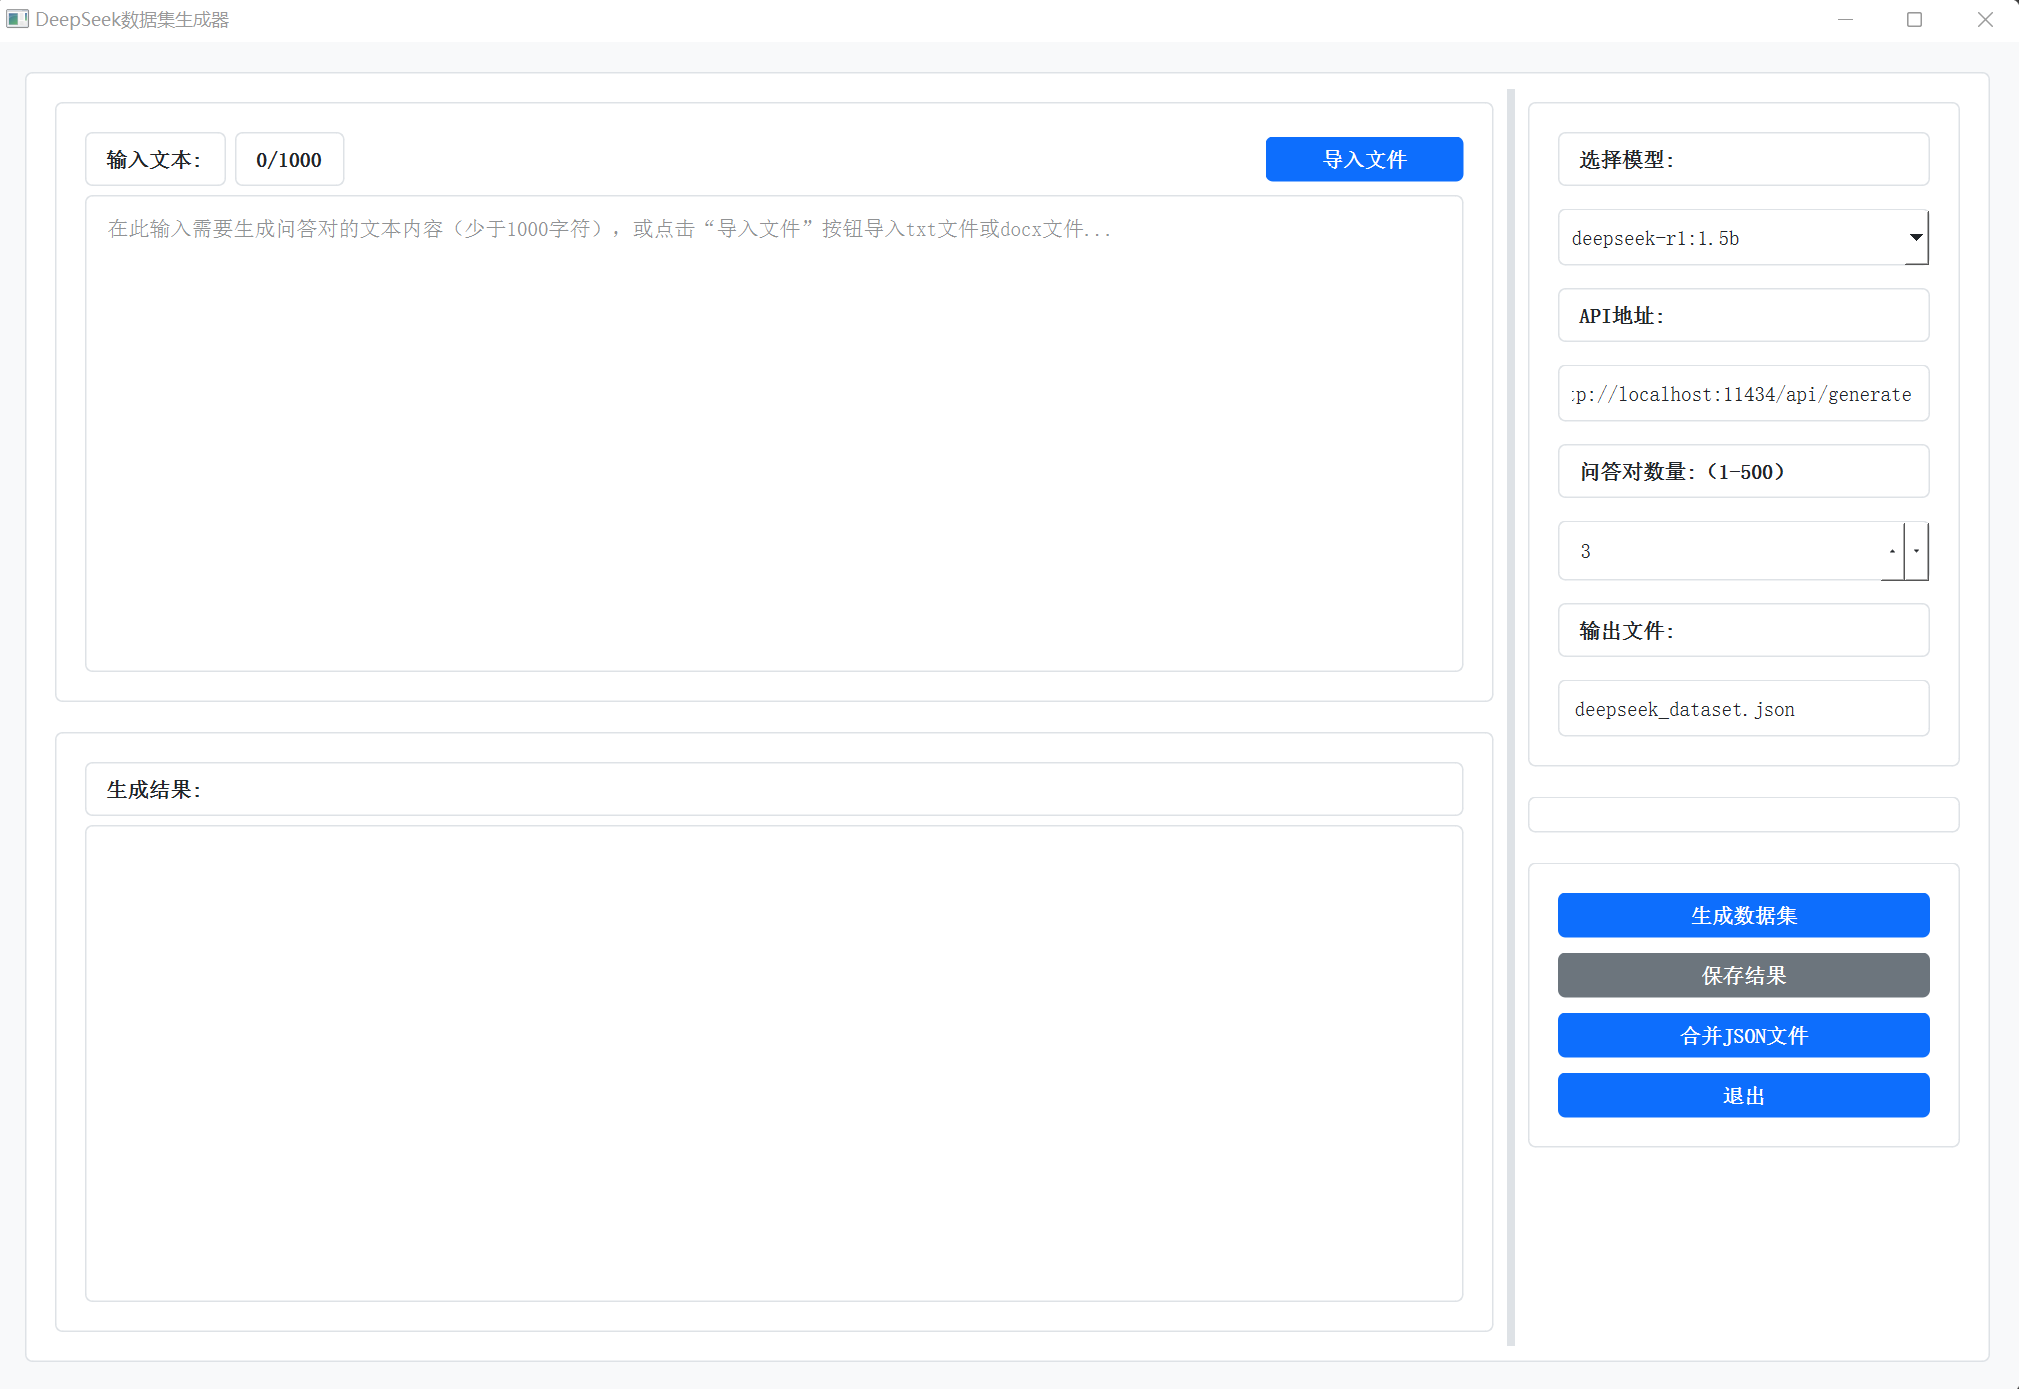 DeepSeek数据集生成器
输入文本:
0/1000
导入文件
在此输入需要生成问答对的文本内容（少于1000字符），或点击“导入文件”按钮导入txt文件或docx文件...
生成结果:
选择模型:
deepseek-r1:1.5b
API地址:
tp://localhost:11434/api/generate
问答对数量:（1-500）
3
输出文件:
deepseek_dataset.json
生成数据集
保存结果
合并JSON文件
退出